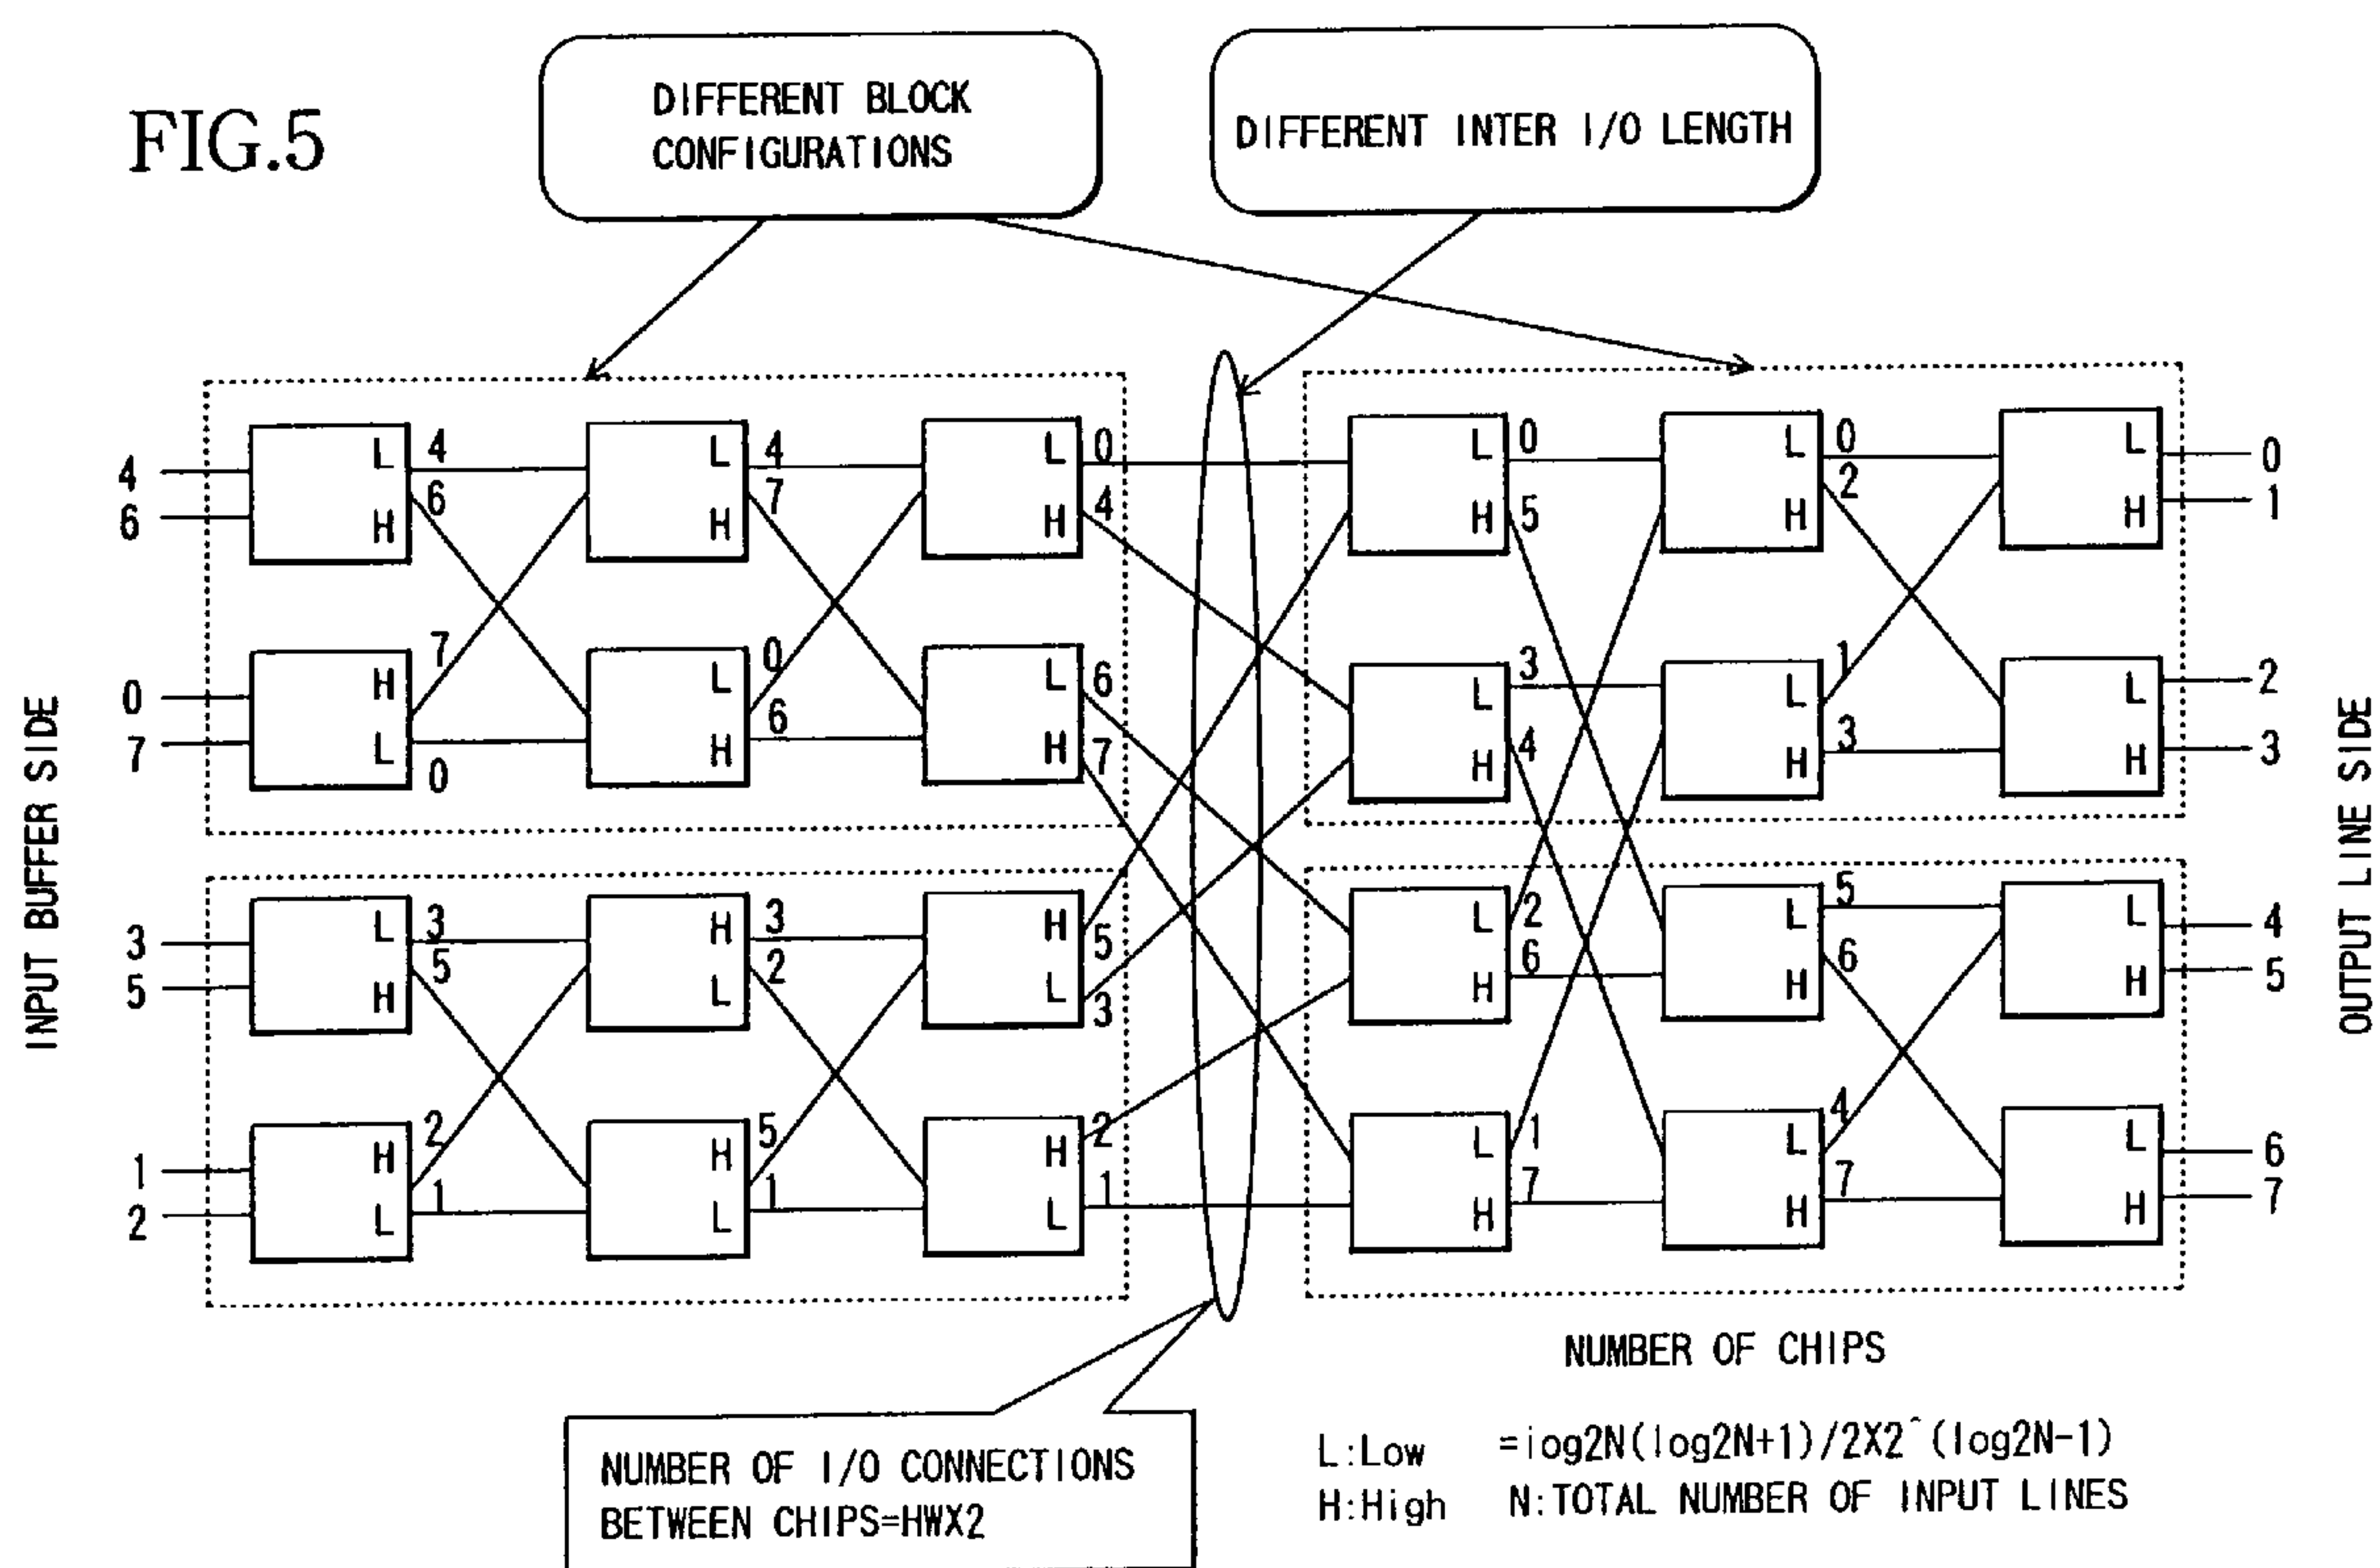 FIG.5
DIFFERENT BLOCK
CONFIGURATIONS
DIFFERENT INTER I/O LENGTH
INPUT BUFFER SIDE
4
6
L 4
6
H
L 4
7
H
L 0
H 4
L 0
H 5
L 0
2
H
L 0
H 1
0
7
7
H
L
0
0
L
6
H
L 6
H 7
3
L
H 4
1
L
3
H
L 2
H 3
3
5
L 3
5
H
H 3
2
L
H 5
L 3
L 2
6
H
5
L
6
H
L 4
H 5
1
2
2
H
1
L
5
H
1
L
2
H
1
L
1
L
7
H
4
L
7
H
L 6
H 7
OUTPUT LINE SIDE
NUMBER OF I/O CONNECTIONS
BETWEEN CHIPS=HWX2
NUMBER OF CHIPS
L:Low =iog2N(log2N+1)/2X2^(log2N-1)
H:High N:TOTAL NUMBER OF INPUT LINES